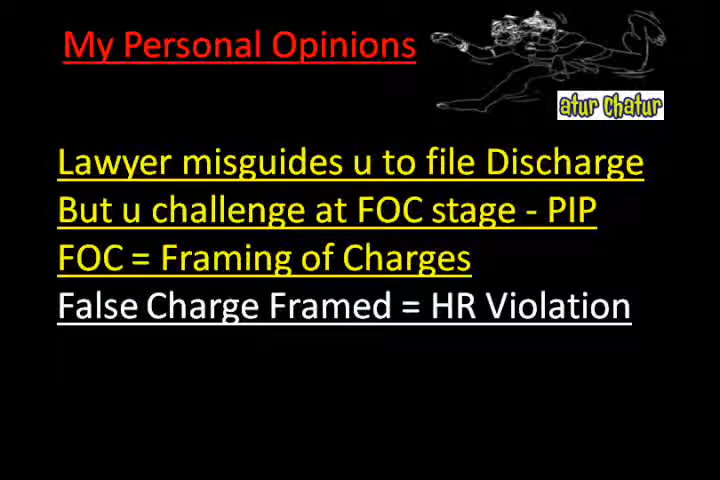 My Personal Opinions
atur chatur
Lawyer misguides u to file Discharge
But u challenge at FOC stage - PIP
FOC = Framing of Charges
False Charge Framed = HR Violation